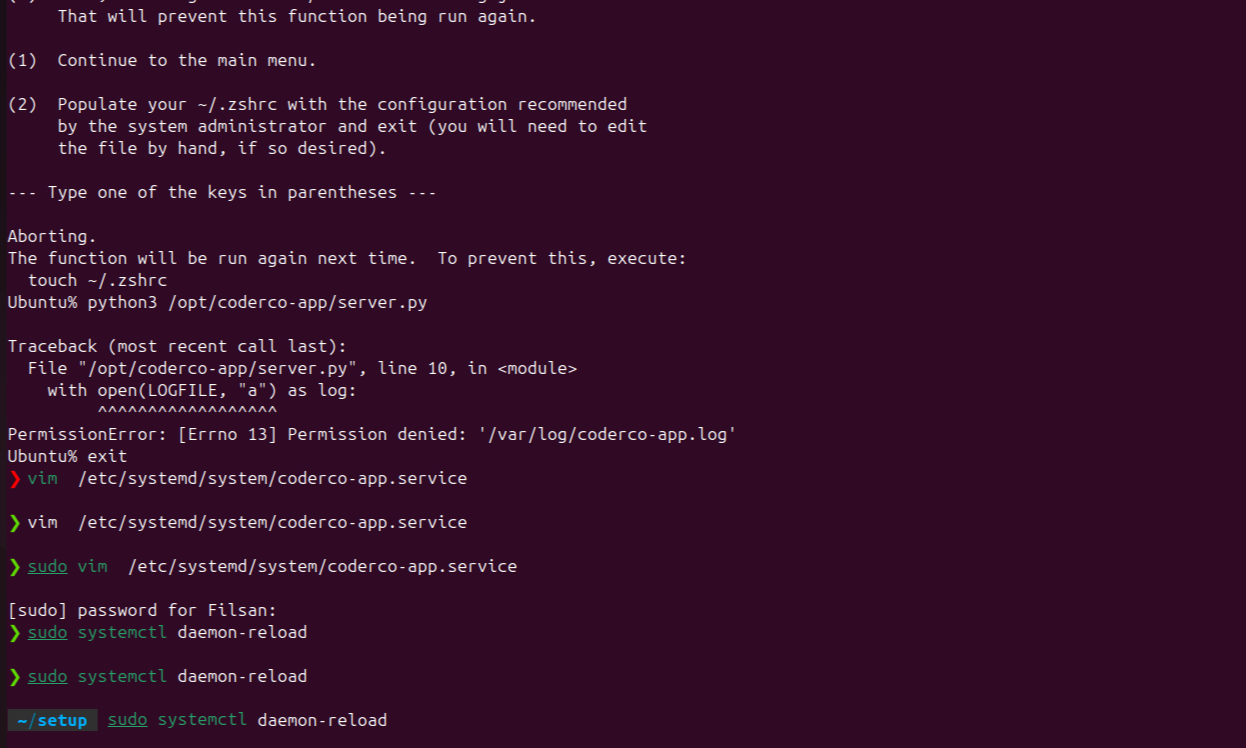 That will prevent this function being run again.
(1)  Continue to the main menu.
(2)  Populate your ~/.zshrc with the configuration recommended
     by the system administrator and exit (you will need to edit
     the file by hand, if so desired).
--- Type one of the keys in parentheses ---
Aborting.
The function will be run again next time.  To prevent this, execute:
  touch ~/.zshrc
Ubuntu% python3 /opt/coderco-app/server.py
Traceback (most recent call last):
  File "/opt/coderco-app/server.py", line 10, in <module>
    with open(LOGFILE, "a") as log:
         ^^^^^^^^^^^^^^^^^^
PermissionError: [Errno 13] Permission denied: '/var/log/coderco-app.log'
Ubuntu% exit
❯ vim  /etc/systemd/system/coderco-app.service
❯ vim  /etc/systemd/system/coderco-app.service
❯ sudo vim  /etc/systemd/system/coderco-app.service
[sudo] password for Filsan:
❯ sudo systemctl daemon-reload
❯ sudo systemctl daemon-reload
~/setup  sudo systemctl daemon-reload